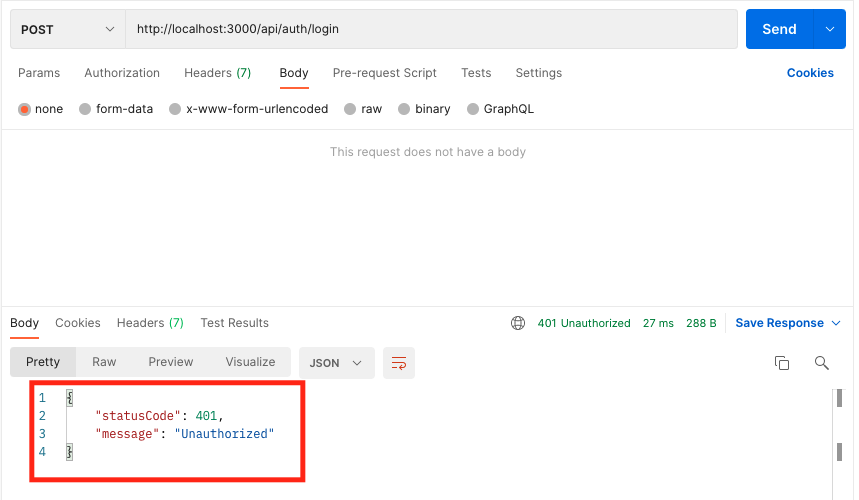 POST http://localhost:3000/api/auth/login Send
Params Authorization Headers (7) Body Pre-request Script Tests Settings Cookies
none form-data x-www-form-urlencoded raw binary GraphQL
This request does not have a body
Body Cookies Headers (7) Test Results 401 Unauthorized 27 ms 288 B Save Response
Pretty Raw Preview Visualize JSON
1 {
2 "statusCode": 401,
3 "message": "Unauthorized"
4 }